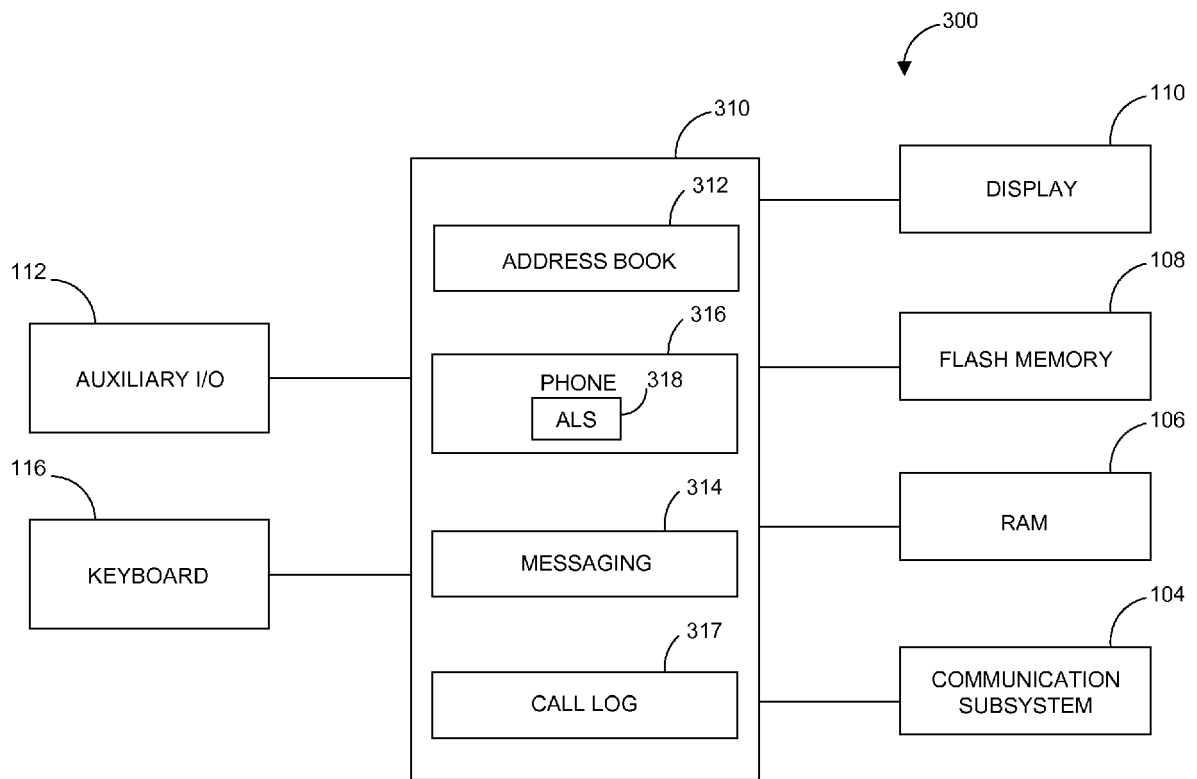 300
310
110
DISPLAY
312
ADDRESS BOOK
112
AUXILIARY I/O
108
FLASH MEMORY
316
PHONE
318
ALS
116
KEYBOARD
106
RAM
314
MESSAGING
104
COMMUNICATION
SUBSYSTEM
317
CALL LOG